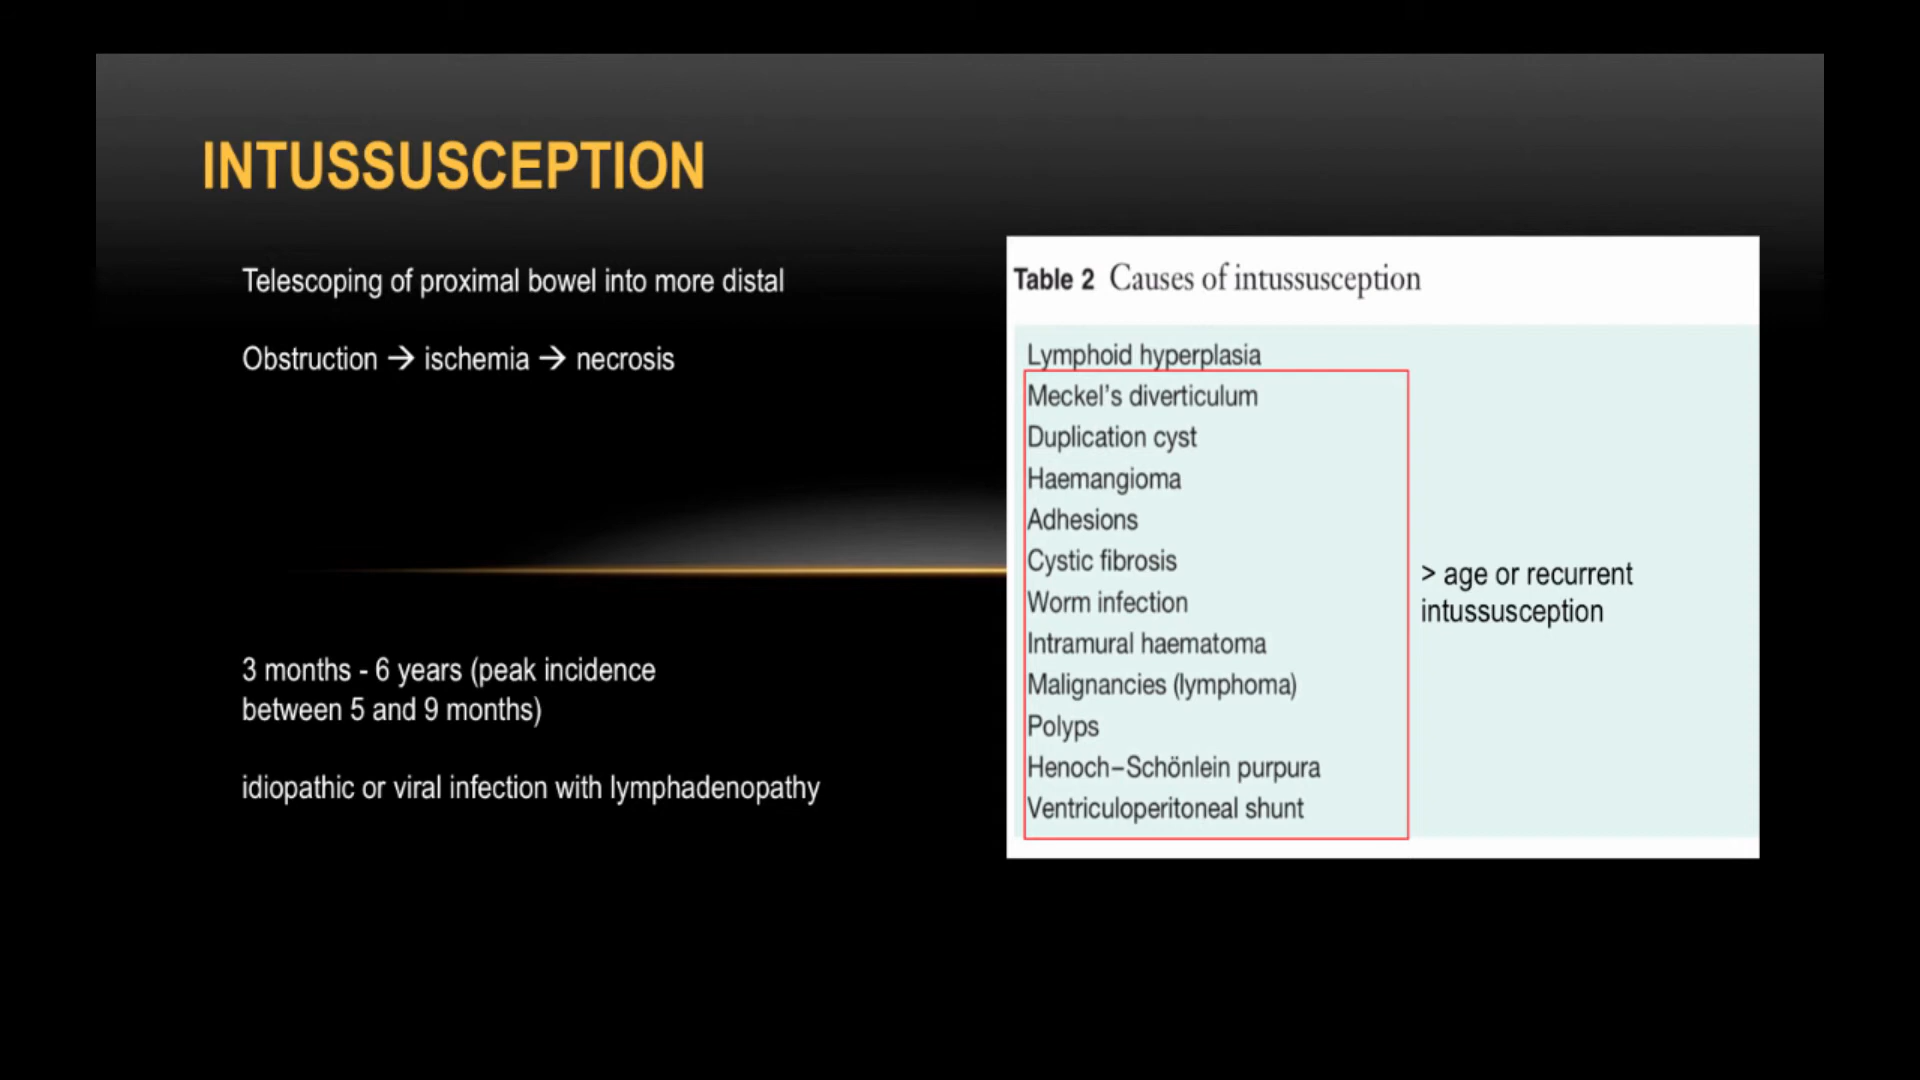 INTUSSUSCEPTION
Telescoping of proximal bowel into more distal
Obstruction → ischemia → necrosis
3 months - 6 years (peak incidence
between 5 and 9 months)
idiopathic or viral infection with lymphadenopathy
Table 2 Causes of intussusception
Lymphoid hyperplasia
Meckel's diverticulum
Duplication cyst
Haemangioma
Adhesions
Cystic fibrosis
Worm infection
Intramural haematoma
Malignancies (lymphoma)
Polyps
Henoch–Schönlein purpura
Ventriculoperitoneal shunt
> age or recurrent
intussusception